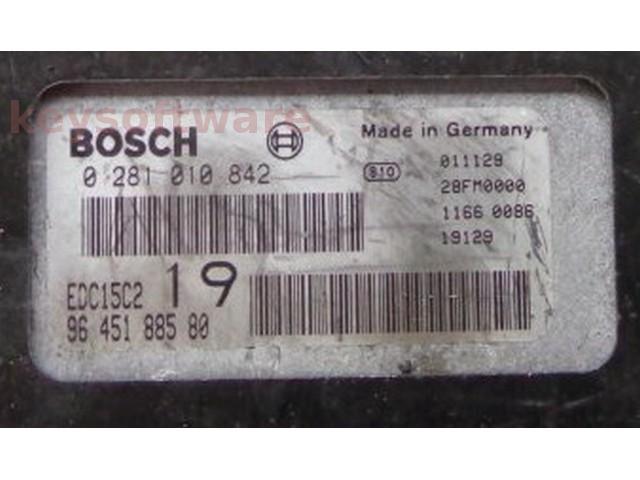 keysoftware
BOSCH
Made in Germany
0 281 010 842
810
011129
28FM0000
1166 0086
19129
EDC15C2 19
96 451 885 80